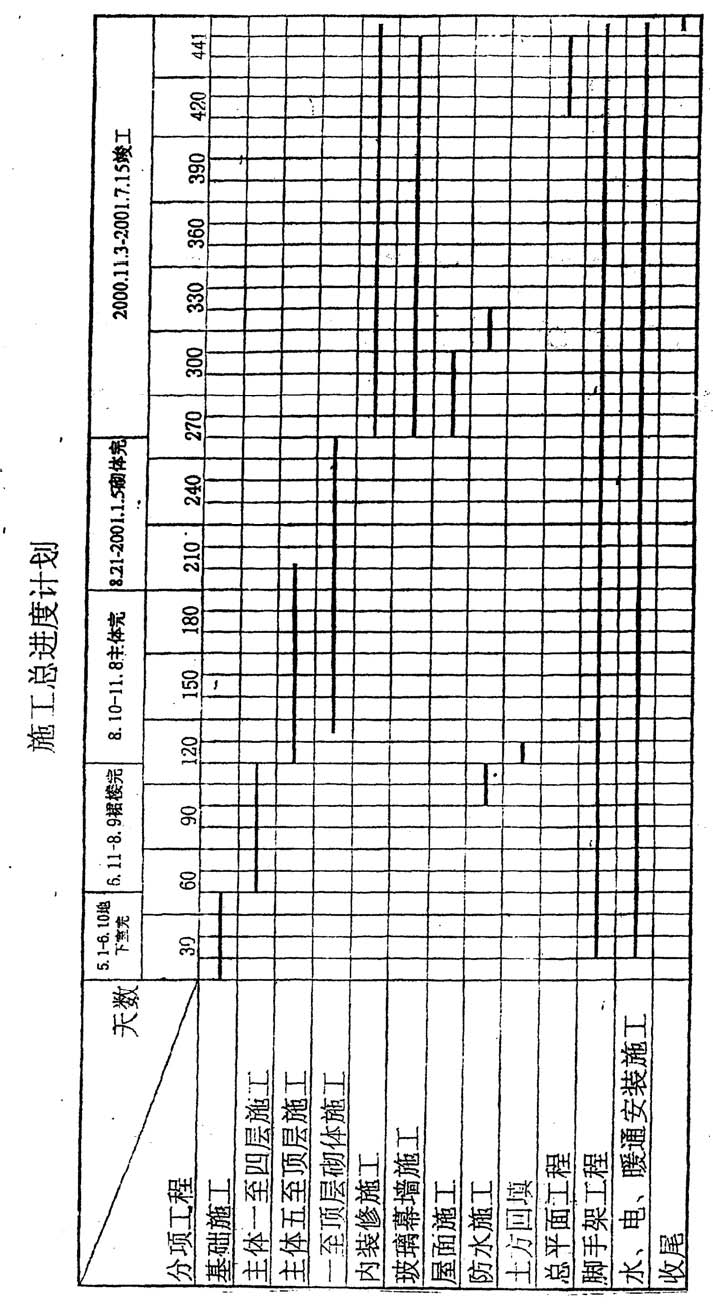 施工总进度计划
5.1-6.10地下室完
6.11-8.9裙楼完
8.10-11.8主体完
8.21-2001.1.5砌体完
2000.11.3-2001.7.15竣工
天数
分项工程
30 60 90 120 150 180 210 240 270 300 330 360 390 420 441
基础施工
主体一至四层施工
主体五至顶层施工
一至顶层砌体施工
内装修施工
玻璃幕墙施工
屋面施工
防水施工
土方回填
总平面工程
脚手架工程
水、电、暖通安装施工
收尾